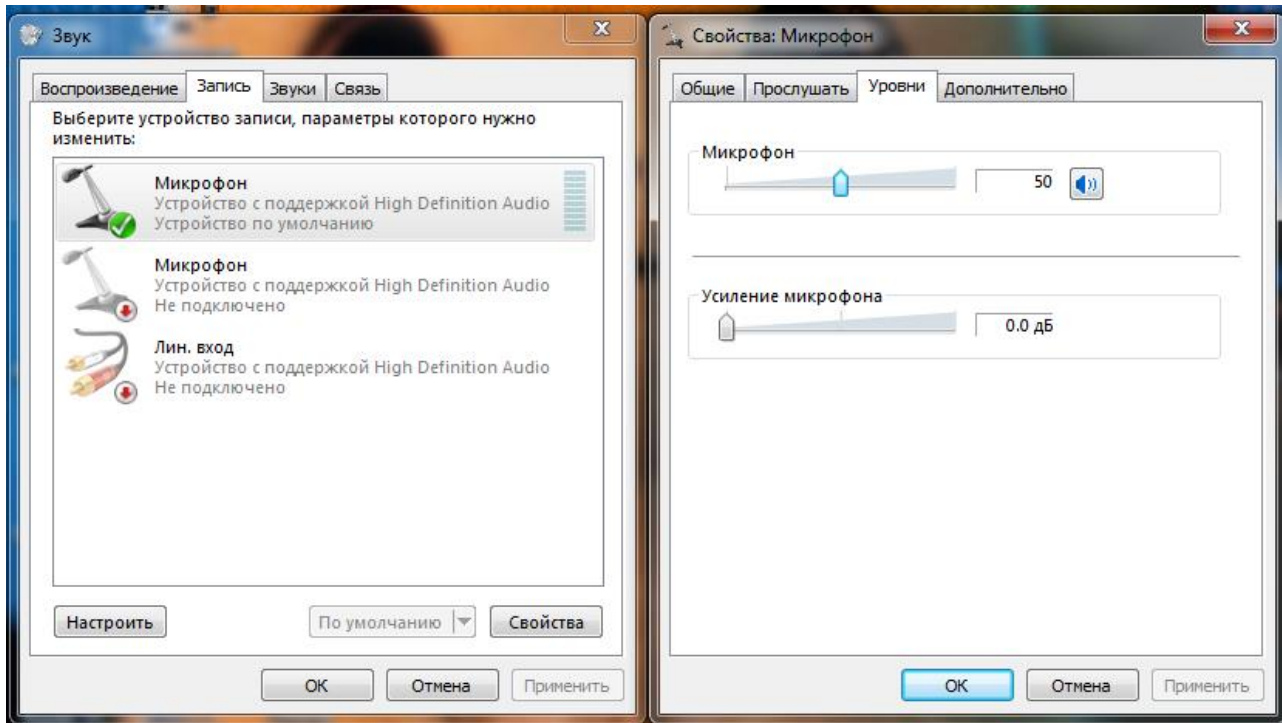 Звук
Воспроизведение Запись Звуки Связь
Выберите устройство записи, параметры которого нужно
изменить:
Микрофон
Устройство с поддержкой High Definition Audio
Устройство по умолчанию
Микрофон
Устройство с поддержкой High Definition Audio
Не подключено
Лин. вход
Устройство с поддержкой High Definition Audio
Не подключено
Настроить По умолчанию Свойства
ОК Отмена Применить
Свойства: Микрофон
Общие Прослушать Уровни Дополнительно
Микрофон
50
Усиление микрофона
0.0 дБ
ОК Отмена Применить